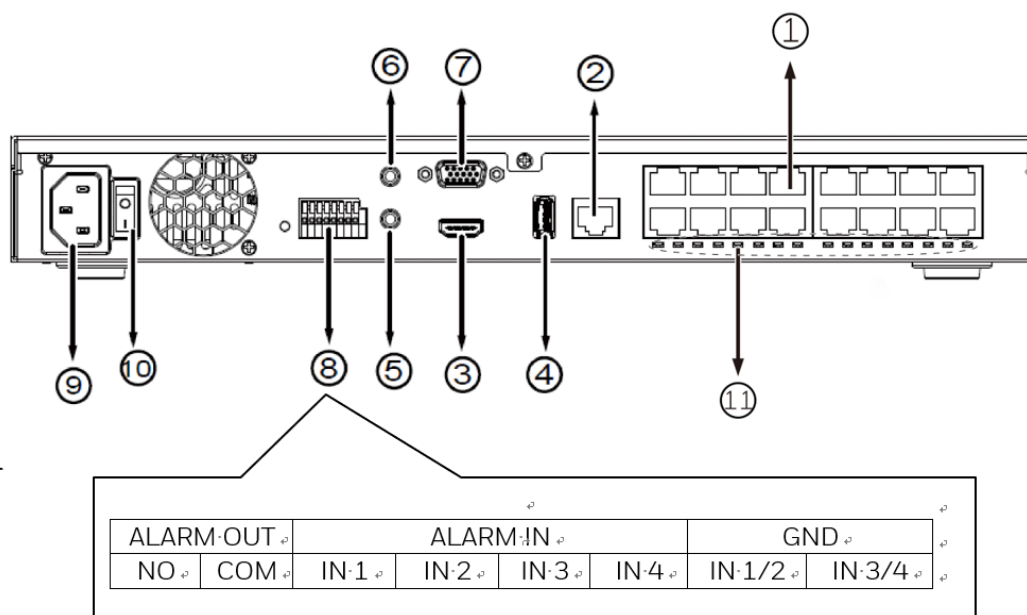 ①
⑥ ⑦ ②
⑨ ⑩ ⑧ ⑤ ③ ④ ⑪
ALARM·OUT ALARM·IN GND
NO COM IN·1 IN·2 IN·3 IN·4 IN·1/2 IN·3/4